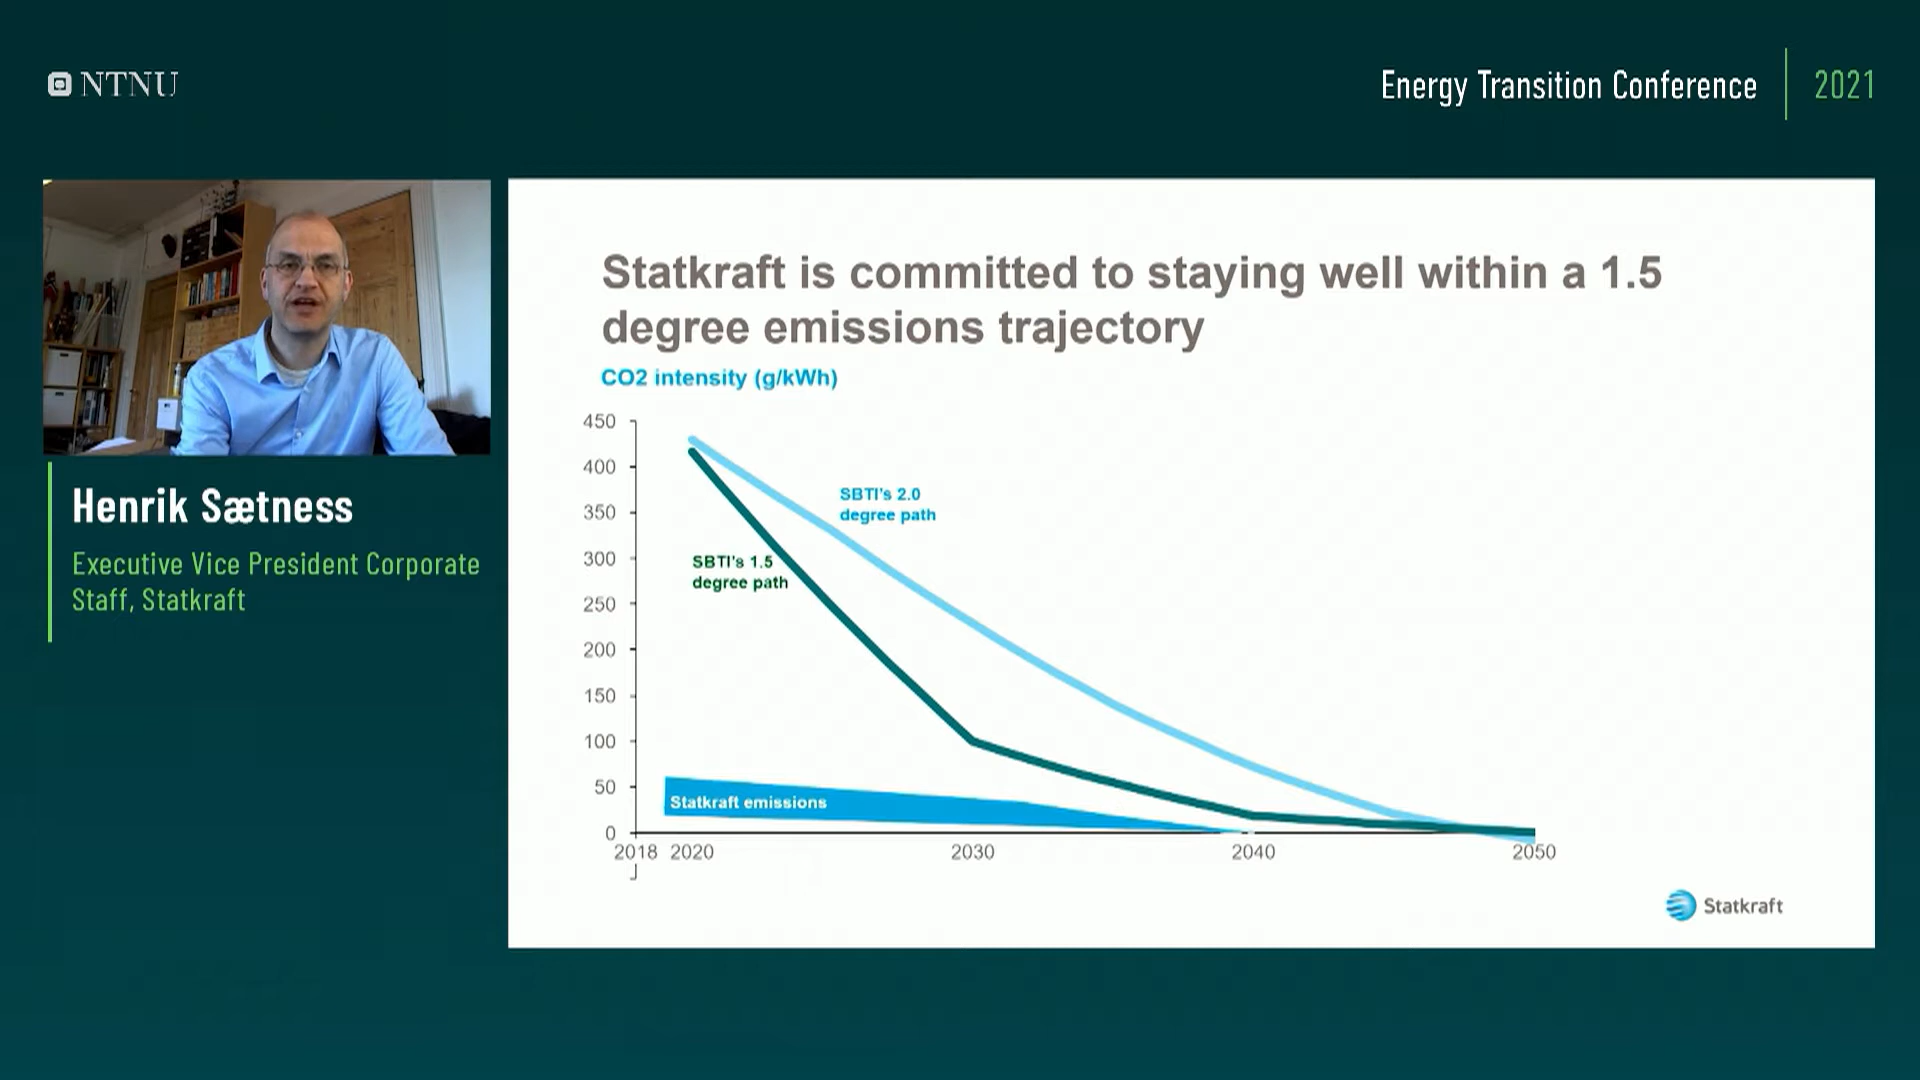 NTNU
Energy Transition Conference
2021
Henrik Sætness
Executive Vice President Corporate
Staff, Statkraft
Statkraft is committed to staying well within a 1.5
degree emissions trajectory
CO2 intensity (g/kWh)
450
400
350
300
250
200
150
100
50
0
SBTI's 2.0
degree path
SBTI's 1.5
degree path
Statkraft emissions
2018 2020 2030 2040 2050
Statkraft